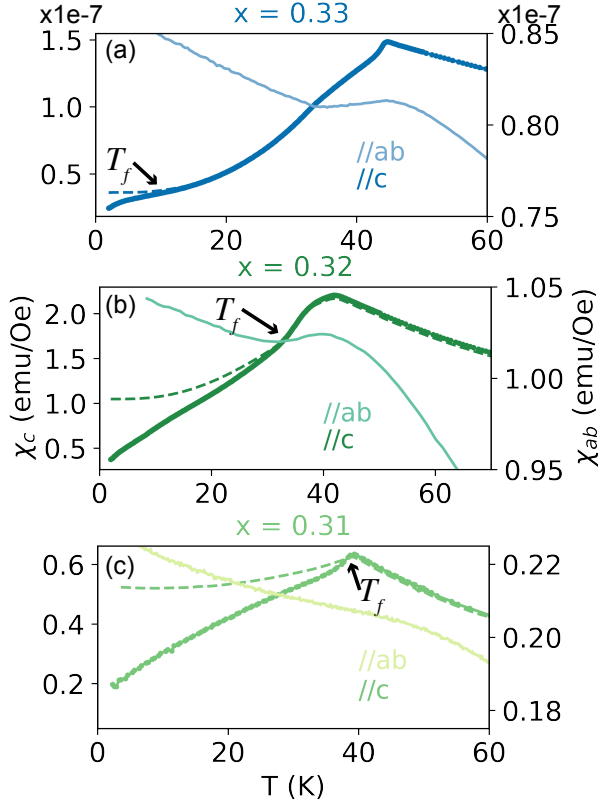 x1e-7 x = 0.33 x1e-7
(a)
1.5
1.0
0.5
0.85
0.80
0.75
T_f
//ab
//c
0 20 40 60
x = 0.32
(b)
2.0
1.5
1.0
0.5
1.05
1.00
0.95
T_f
//ab
//c
χ_c (emu/Oe)
χ_ab (emu/Oe)
0 20 40 60
x = 0.31
(c)
0.6
0.4
0.2
0.22
0.20
0.18
T_f
//ab
//c
0 20 40 60
T (K)